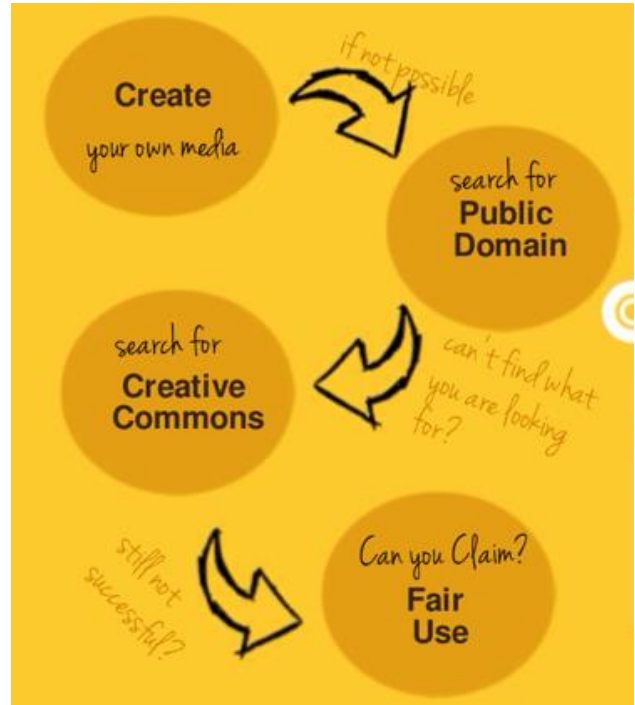 Create
your own media
if not possible
search for
Public
Domain
can't find what
you are looking
for?
search for
Creative
Commons
still not
successful?
Can you Claim?
Fair
Use